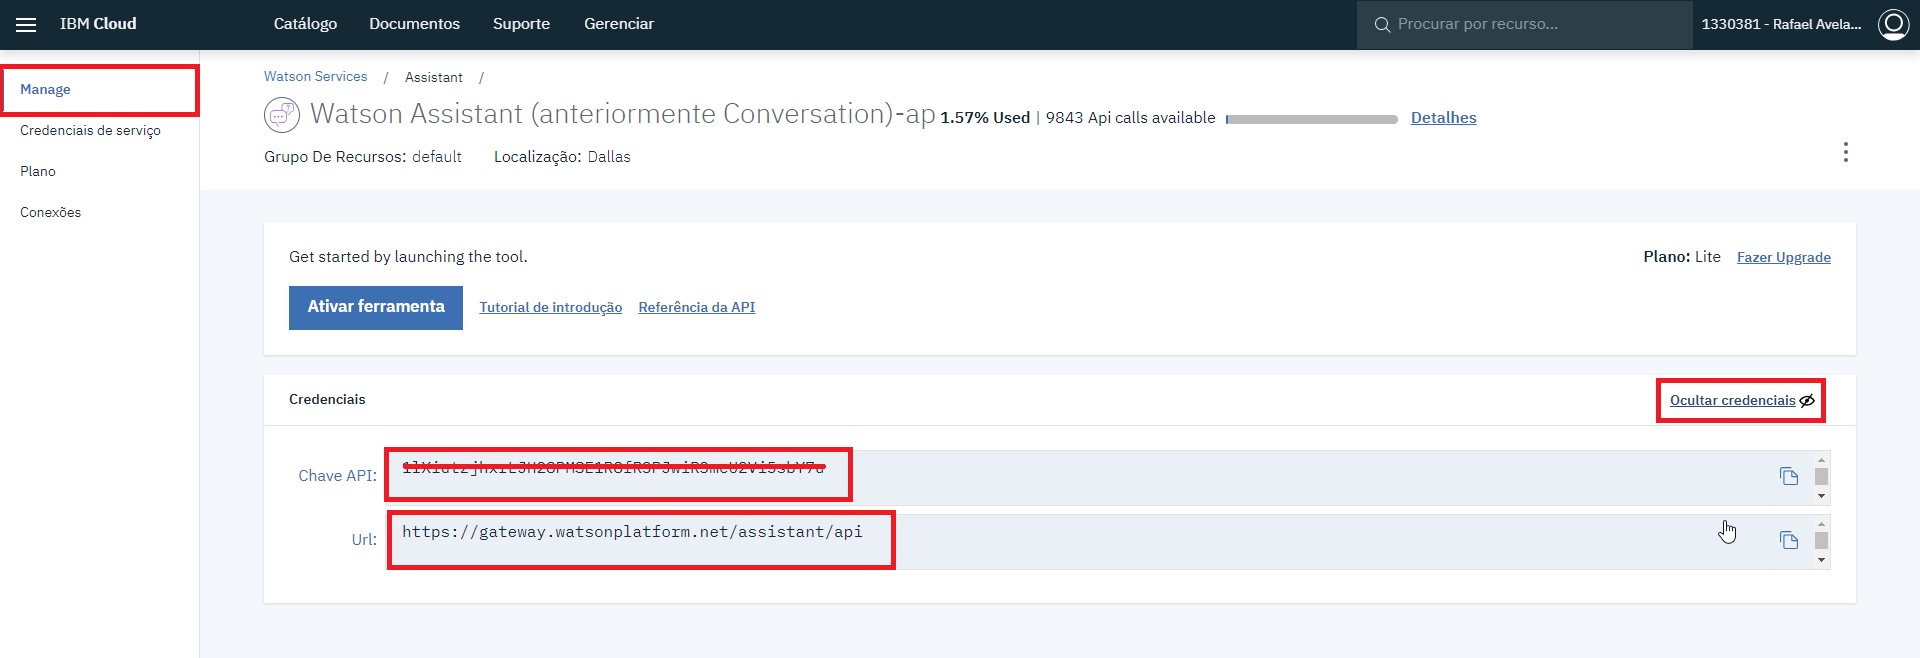 IBM Cloud
Catálogo Documentos Suporte Gerenciar
Procurar por recurso...
1330381 - Rafael Avela...
Manage
Credenciais de serviço
Plano
Conexões
Watson Services / Assistant /
Watson Assistant (anteriormente Conversation)-ap 1.57% Used | 9843 Api calls available Detalhes
Grupo De Recursos: default Localização: Dallas
Get started by launching the tool.
Plano: Lite Fazer Upgrade
Ativar ferramenta Tutorial de introdução Referência da API
Credenciais
Ocultar credenciais
Chave API:
Url: https://gateway.watsonplatform.net/assistant/api